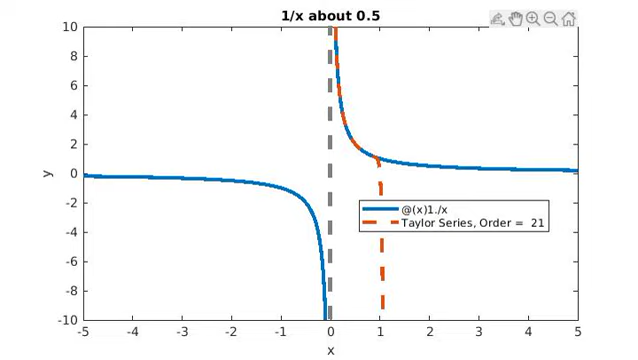 1/x about 0.5
10
8
6
4
2
0
-2
-4
-6
-8
-10
y
@(x)1./x
Taylor Series, Order = 21
-5 -4 -3 -2 -1 0 1 2 3 4 5
x